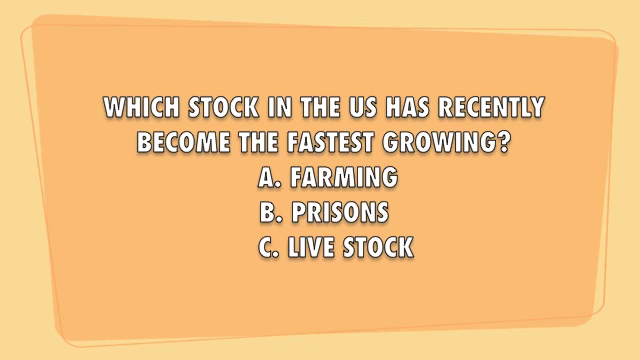 WHICH STOCK IN THE US HAS RECENTLY
BECOME THE FASTEST GROWING?
A. FARMING
B. PRISONS
C. LIVE STOCK